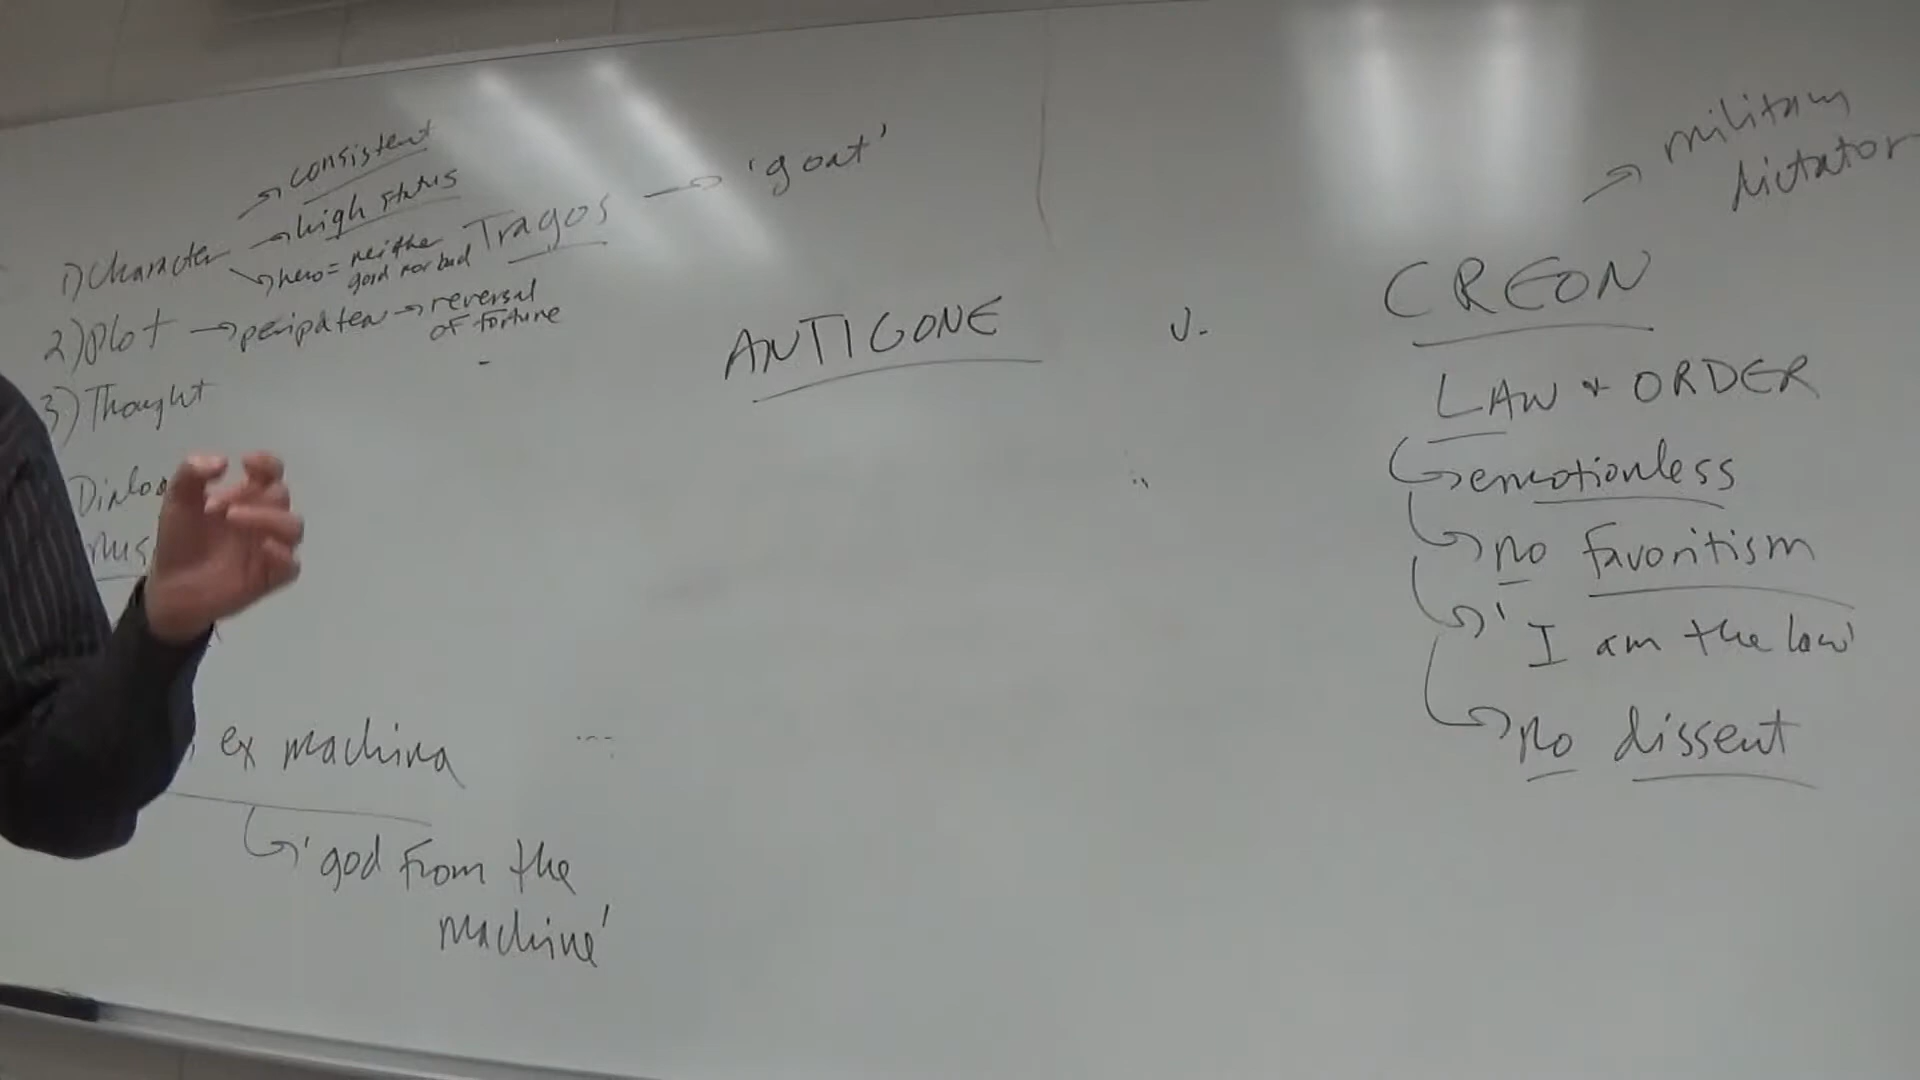 consistent
high status
1) Character
hero = neither
good nor bad
Tragos → 'goat'
2) Plot → peripatea → reversal
of fortune
3) Thought
ex machina
'god from the
machine'
ANTIGONE v. CREON
military
dictator
LAW + ORDER
emotionless
no favoritism
'I am the law'
no dissent